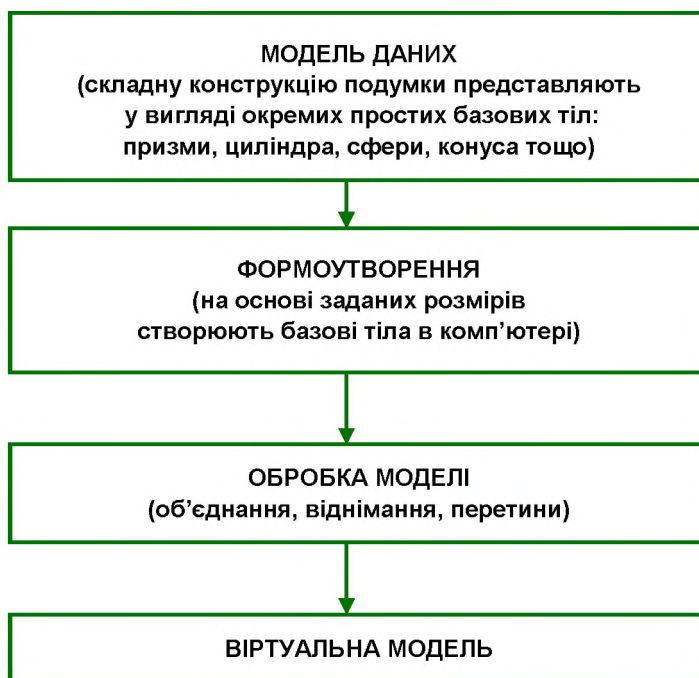 МОДЕЛЬ ДАНИХ
(складну конструкцію подумки представляють
у вигляді окремих простих базових тіл:
призми, циліндра, сфери, конуса тощо)
ФОРМОУТВОРЕННЯ
(на основі заданих розмірів
створюють базові тіла в комп’ютері)
ОБРОБКА МОДЕЛІ
(об’єднання, віднімання, перетини)
ВІРТУАЛЬНА МОДЕЛЬ